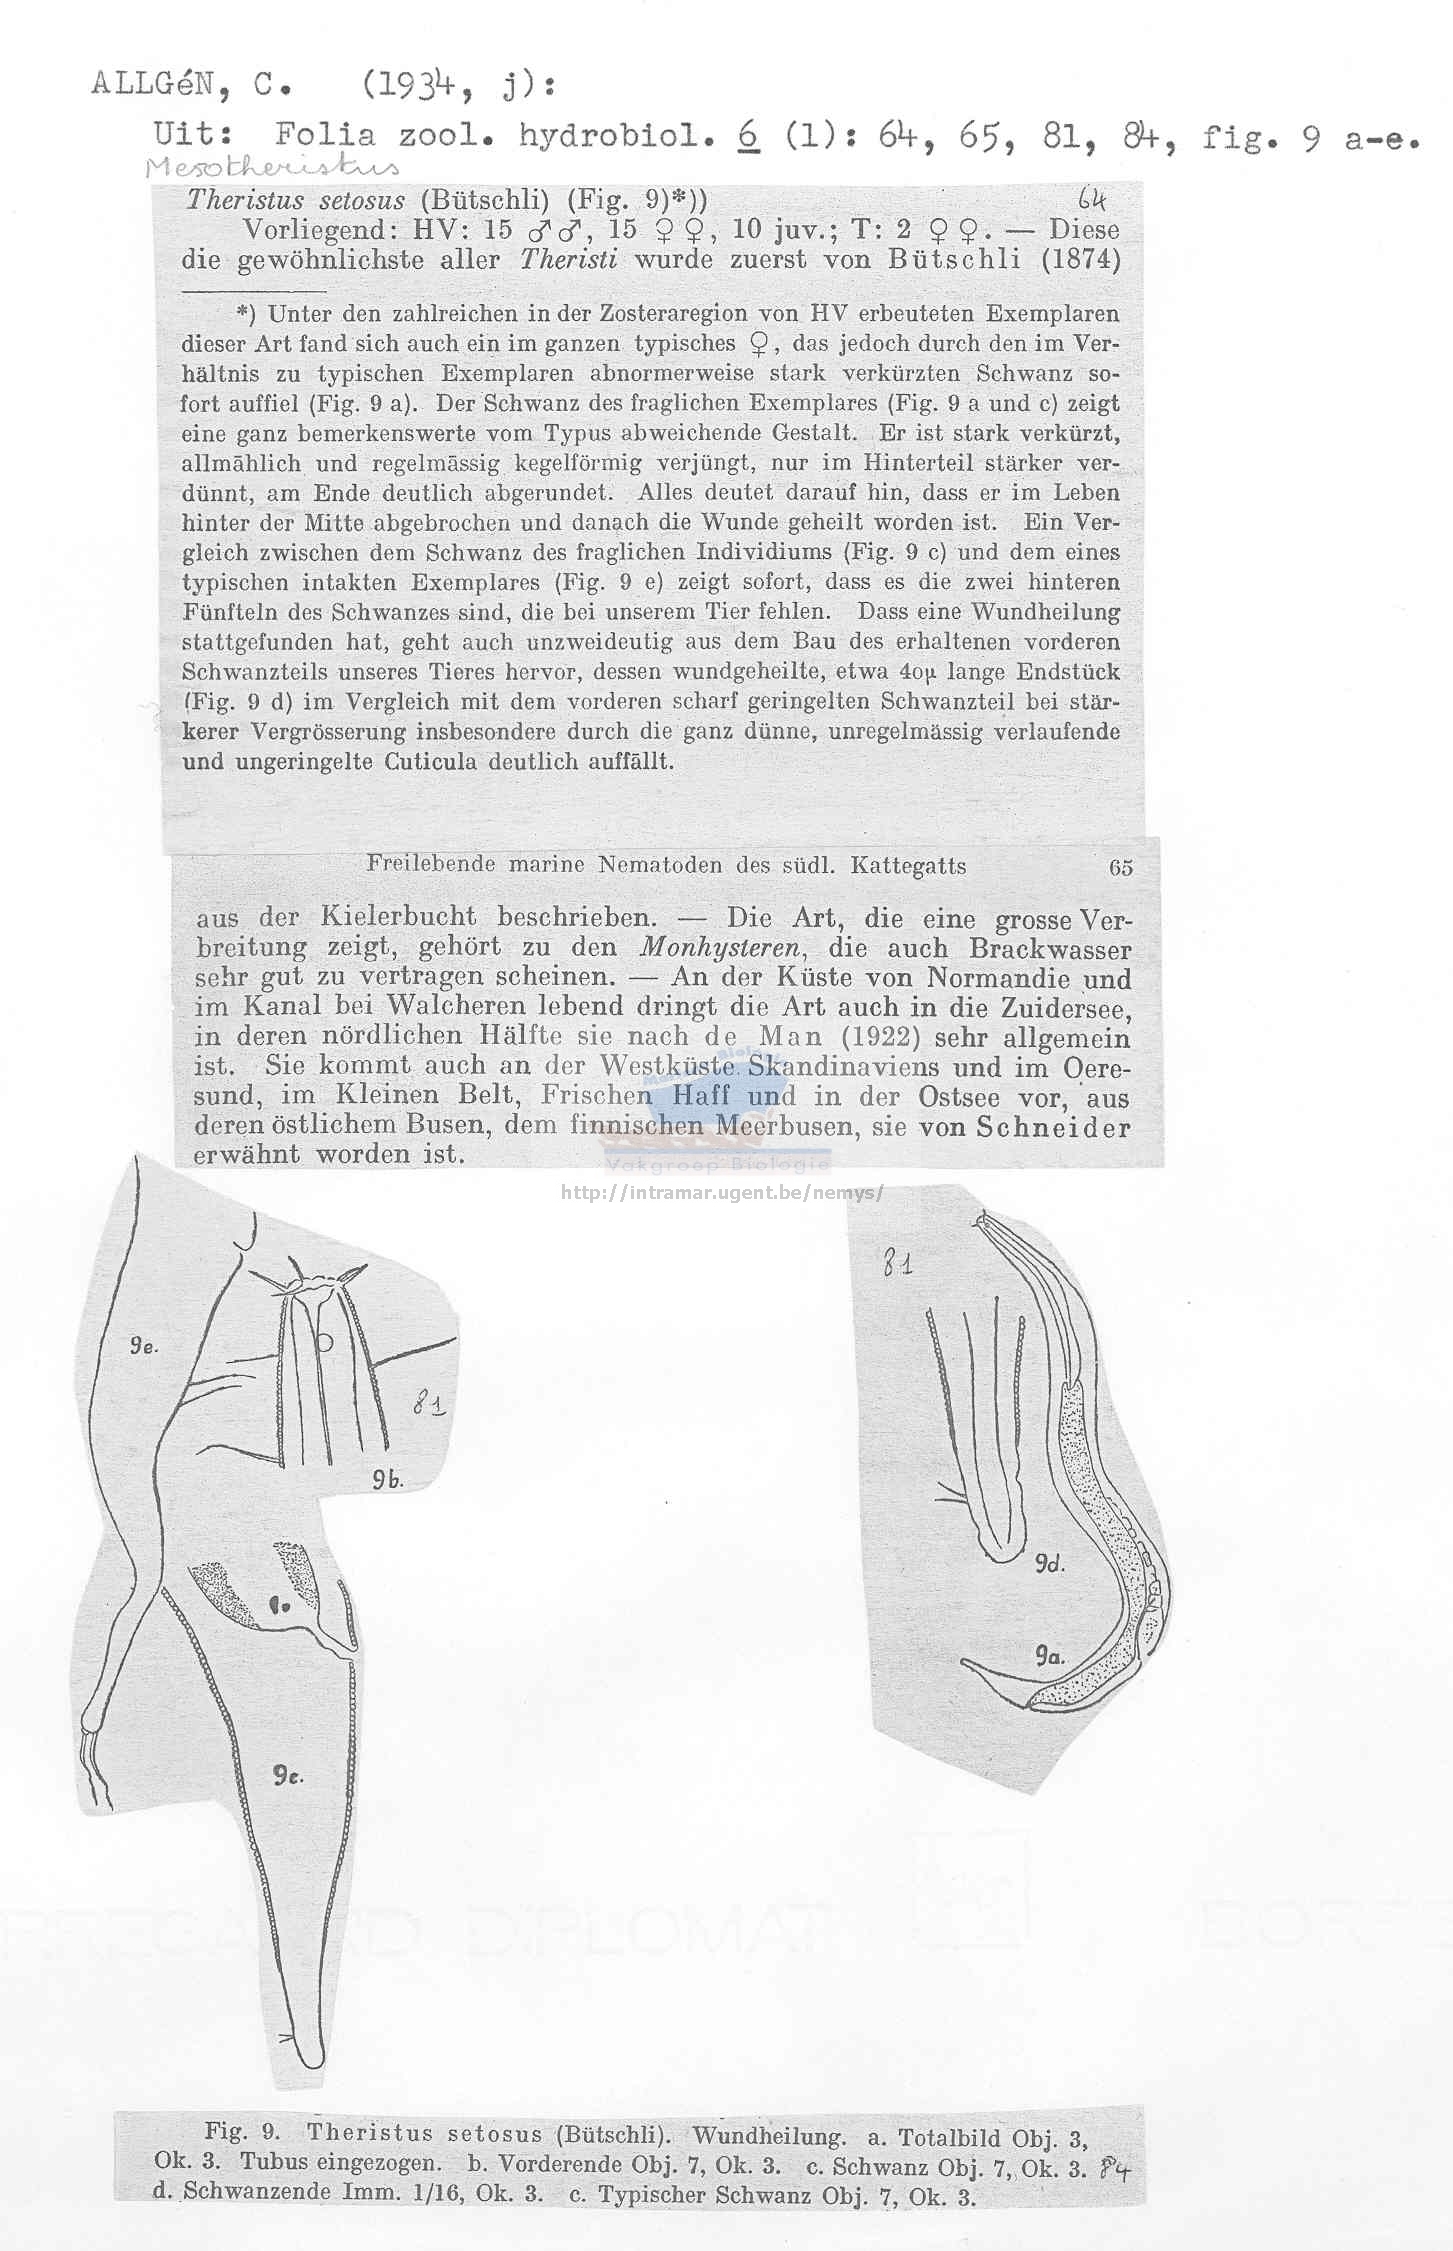 ALLGéN, C. (1934, j):
Uit: Folia zool. hydrobiol. 6 (1): 64, 65, 81, 84, fig. 9 a-e.
Mesotheristus
Theristus setosus (Bütschli) (Fig. 9)*))
64
Vorliegend: HV: 15 ♂♂, 15 ♀♀, 10 juv.; T: 2 ♀♀. — Diese
die gewöhnlichste aller Theristi wurde zuerst von Bütschli (1874)
*) Unter den zahlreichen in der Zosteraregion von HV erbeuteten Exemplaren
dieser Art fand sich auch ein im ganzen typisches ♀, das jedoch durch den im Ver-
hältnis zu typischen Exemplaren abnormerweise stark verkürzten Schwanz so-
fort auffiel (Fig. 9 a). Der Schwanz des fraglichen Exemplares (Fig. 9 a und c) zeigt
eine ganz bemerkenswerte vom Typus abweichende Gestalt. Er ist stark verkürzt,
allmählich und regelmässig kegelförmig verjüngt, nur im Hinterteil stärker ver-
dünnt, am Ende deutlich abgerundet. Alles deutet darauf hin, dass er im Leben
hinter der Mitte abgebrochen und danach die Wunde geheilt worden ist. Ein Ver-
gleich zwischen dem Schwanz des fraglichen Individiums (Fig. 9 c) und dem eines
typischen intakten Exemplares (Fig. 9 e) zeigt sofort, dass es die zwei hinteren
Fünfteln des Schwanzes sind, die bei unserem Tier fehlen. Dass eine Wundheilung
stattgefunden hat, geht auch unzweideutig aus dem Bau des erhaltenen vorderen
Schwanzteils unseres Tieres hervor, dessen wundgeheilte, etwa 40µ lange Endstück
(Fig. 9 d) im Vergleich mit dem vorderen scharf geringelten Schwanzteil bei stär-
kerer Vergrösserung insbesondere durch die ganz dünne, unregelmässig verlaufende
und ungeringelte Cuticula deutlich auffällt.
Freilebende marine Nematoden des südl. Kattegatts 65
aus der Kielerbucht beschrieben. — Die Art, die eine grosse Ver-
breitung zeigt, gehört zu den Monhysteren, die auch Brackwasser
sehr gut zu vertragen scheinen. — An der Küste von Normandie und
im Kanal bei Walcheren lebend dringt die Art auch in die Zuidersee,
in deren nördlichen Hälfte sie nach de Man (1922) sehr allgemein
ist. Sie kommt auch an der Westküste Skandinaviens und im Oere-
sund, im Kleinen Belt, Frischen Haff und in der Ostsee vor, aus
deren östlichem Busen, dem finnischen Meerbusen, sie von Schneider
erwähnt worden ist.
Vakgroep Biologie
http://intramar.ugent.be/nemys/
81
9e.
81
9b.
9d.
9a.
9c.
Fig. 9. Theristus setosus (Bütschli). Wundheilung. a. Totalbild Obj. 3,
Ok. 3. Tubus eingezogen. b. Vorderende Obj. 7, Ok. 3. c. Schwanz Obj. 7, Ok. 3. 84
d. Schwanzende Imm. 1/16, Ok. 3. c. Typischer Schwanz Obj. 7, Ok. 3.